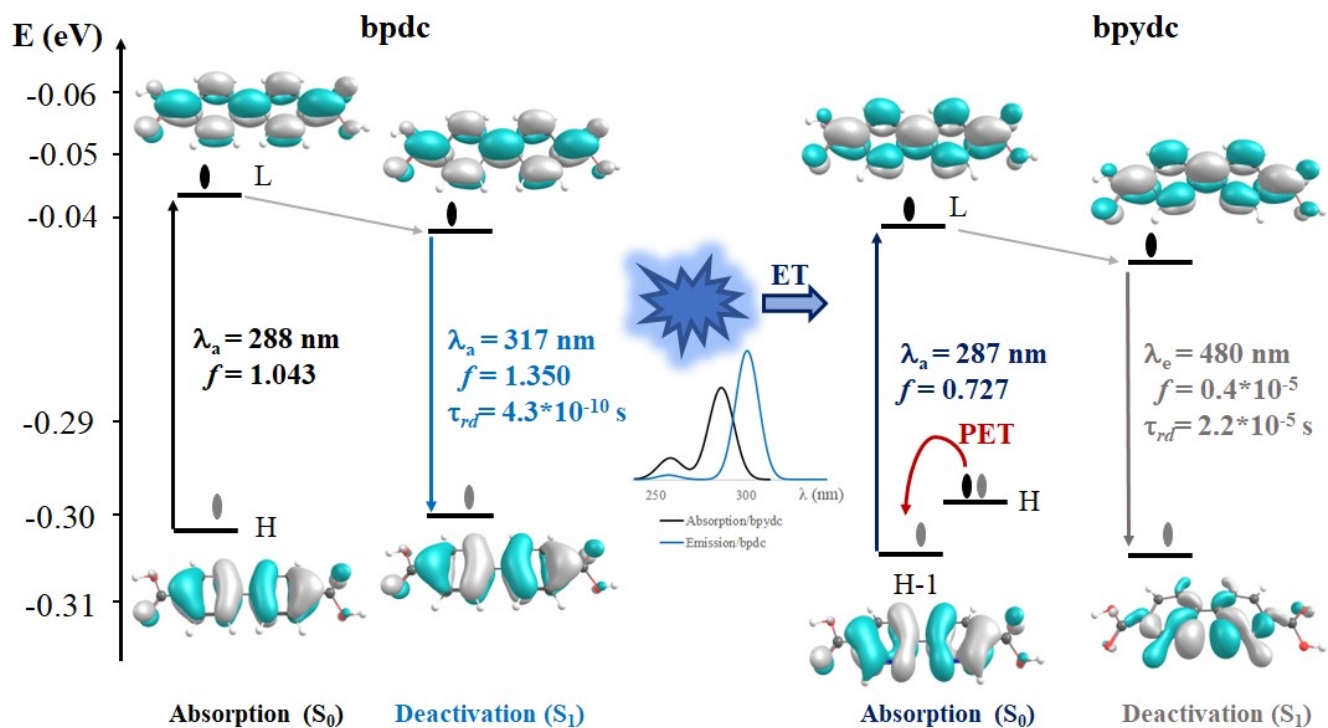 E (eV)
bpdc
bpydc
-0.06
-0.05
-0.04
-0.29
-0.30
-0.31
L
λₐ = 288 nm
f = 1.043
H
λₐ = 317 nm
f = 1.350
τrd = 4.3*10⁻¹⁰ s
ET
250
300
λ (nm)
Absorption/bpydc
Emission/bpdc
L
λₐ = 287 nm
f = 0.727
PET
H
H-1
λₑ = 480 nm
f = 0.4*10⁻⁵
τrd = 2.2*10⁻⁵ s
Absorption (S₀)
Deactivation (S₁)
Absorption (S₀)
Deactivation (S₁)